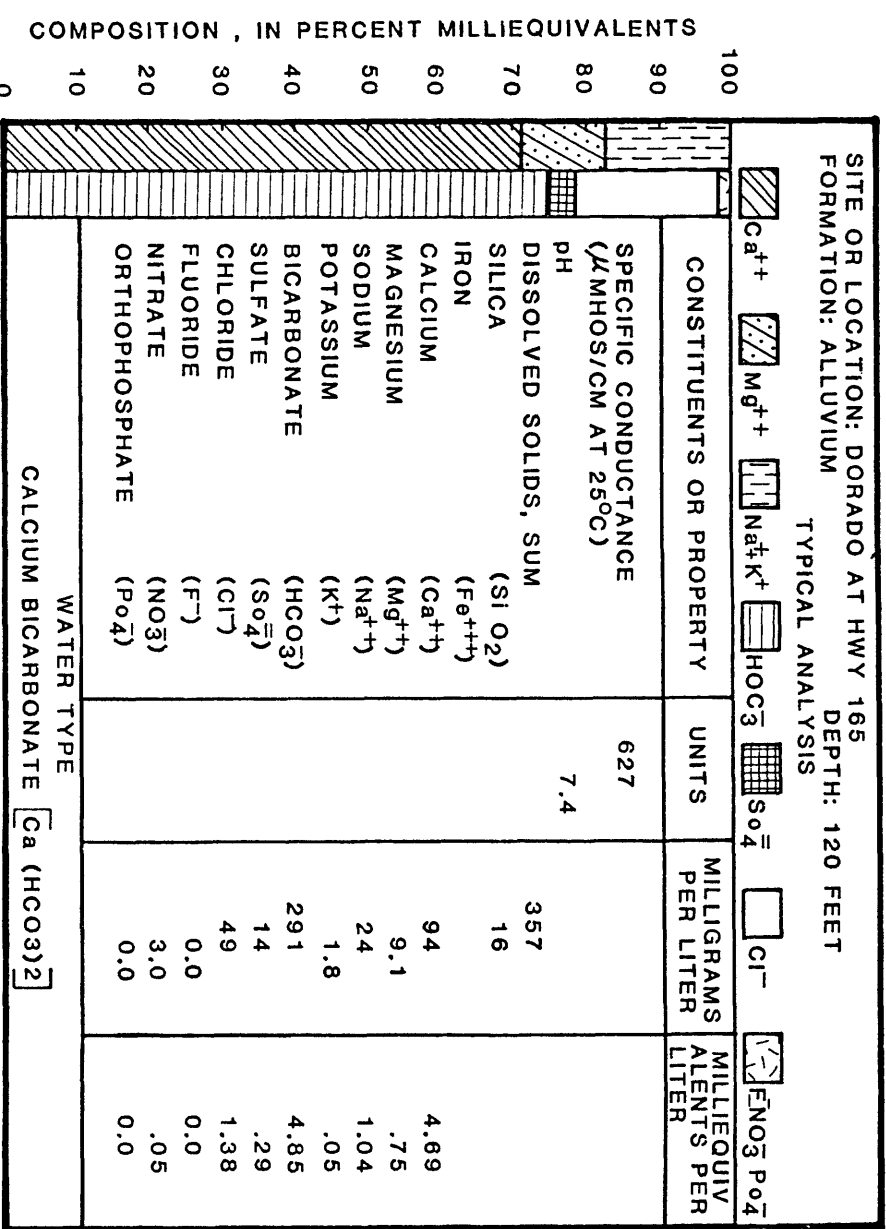 SITE OR LOCATION: DORADO AT HWY 165
FORMATION: ALLUVIUM DEPTH: 120 FEET
TYPICAL ANALYSIS
Ca++ Mg++ Na+K+ HOC3- So4= Cl- F-NO3- Po4-
COMPOSITION , IN PERCENT MILLIEQUIVALENTS
0 10 20 30 40 50 60 70 80 90 100
CONSTITUENTS OR PROPERTY UNITS MILLIGRAMS PER LITER MILLIEQUIV ALENTS PER LITER
SPECIFIC CONDUCTANCE 627
(μMHOS/CM AT 25°C)
pH 7.4
DISSOLVED SOLIDS, SUM 357
SILICA (Si O2) 16
IRON (Fe+++)
CALCIUM (Ca++) 94 4.69
MAGNESIUM (Mg++) 9.1 .75
SODIUM (Na++) 24 1.04
POTASSIUM (K+) 1.8 .05
BICARBONATE (HCO3-) 291 4.85
SULFATE (So4=) 14 .29
CHLORIDE (Cl-) 49 1.38
FLUORIDE (F-) 0.0 0.0
NITRATE (NO3-) 3.0 .05
ORTHOPHOSPHATE (Po4-) 0.0 0.0
WATER TYPE
CALCIUM BICARBONATE [Ca (HCO3)2]